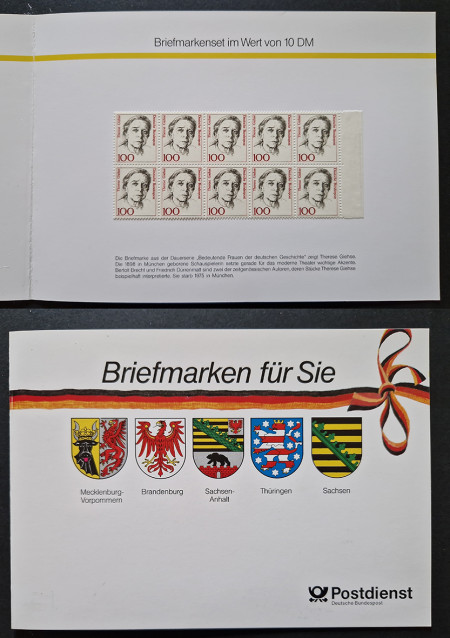 Briefmarkenset im Wert von 10 DM
100 100 100 100 100
100 100 100 100 100
Die Briefmarke aus der Dauerserie „Bedeutende Frauen der deutschen Geschichte" zeigt Therese Giehse.
Die 1898 in München geborene Schauspielerin setzte gerade für das moderne Theater wichtige Akzente.
Bertolt Brecht und Friedrich Dürrenmatt sind zwei der zeitgenössischen Autoren, deren Stücke Therese Giehse
beispielhaft interpretierte. Sie starb 1975 in München.
Briefmarken für Sie
Mecklenburg-
Vorpommern
Brandenburg
Sachsen-
Anhalt
Thüringen
Sachsen
Postdienst
Deutsche Bundespost